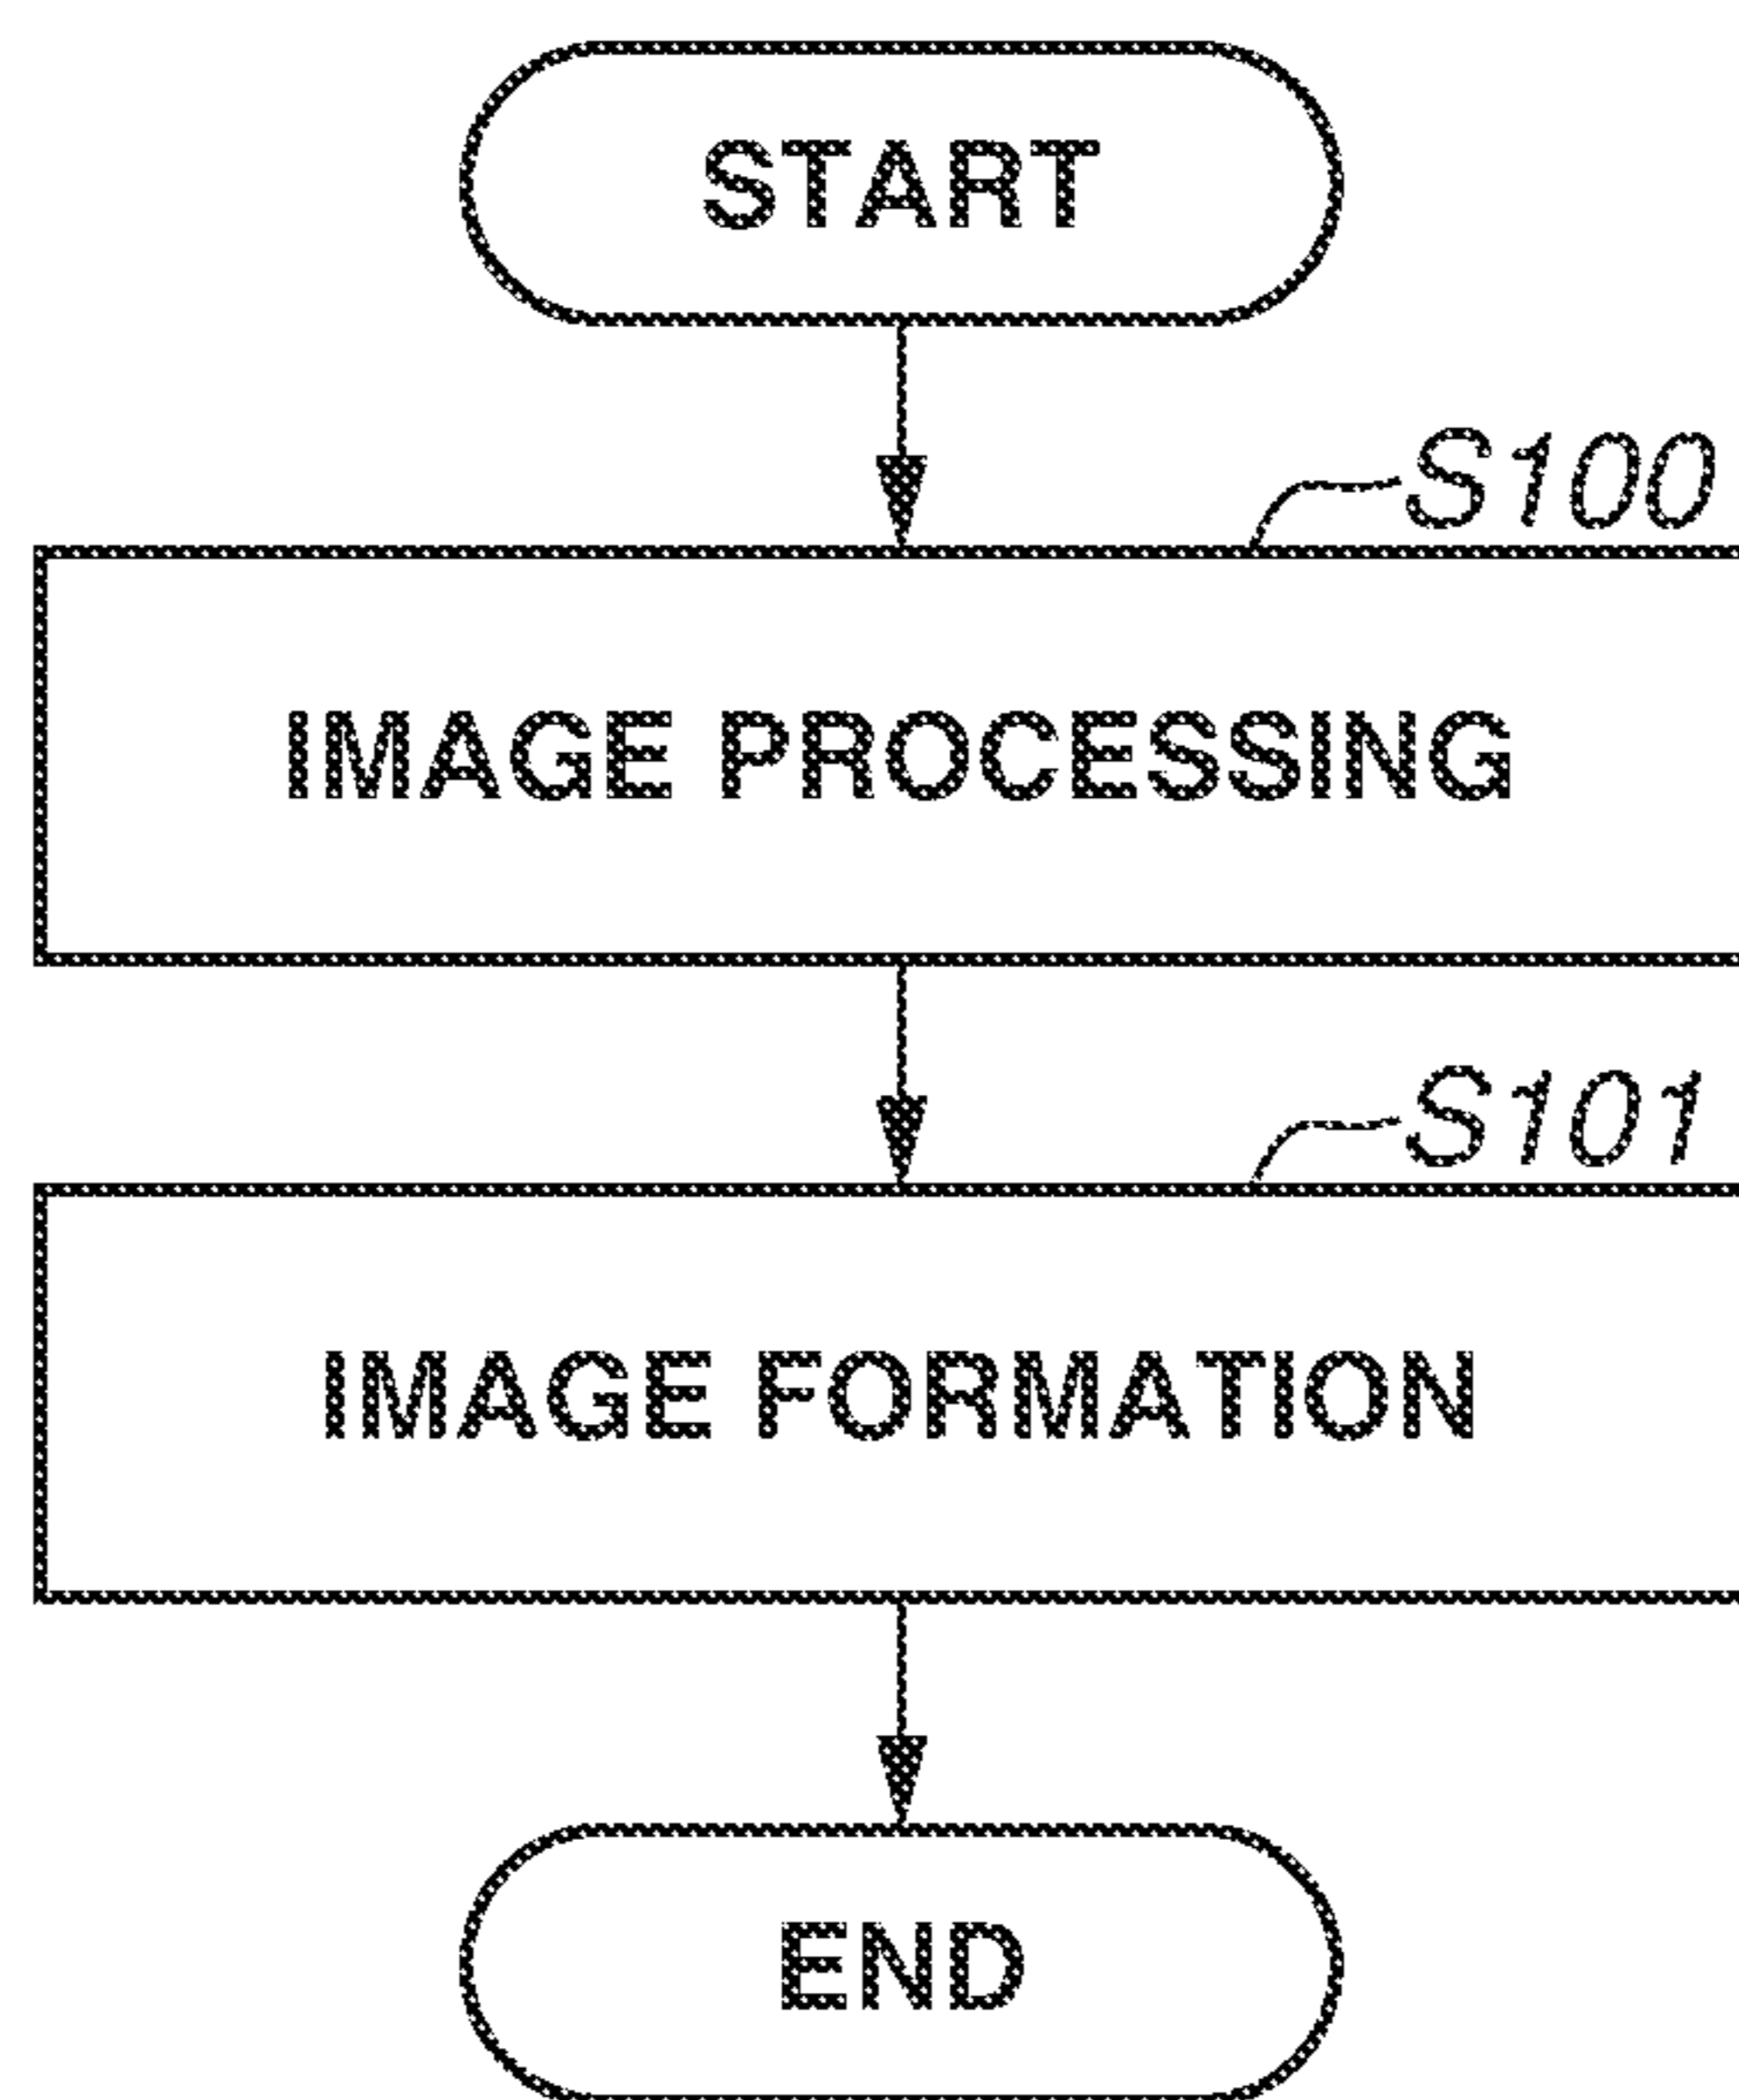 START
S100
IMAGE PROCESSING
S101
IMAGE FORMATION
END